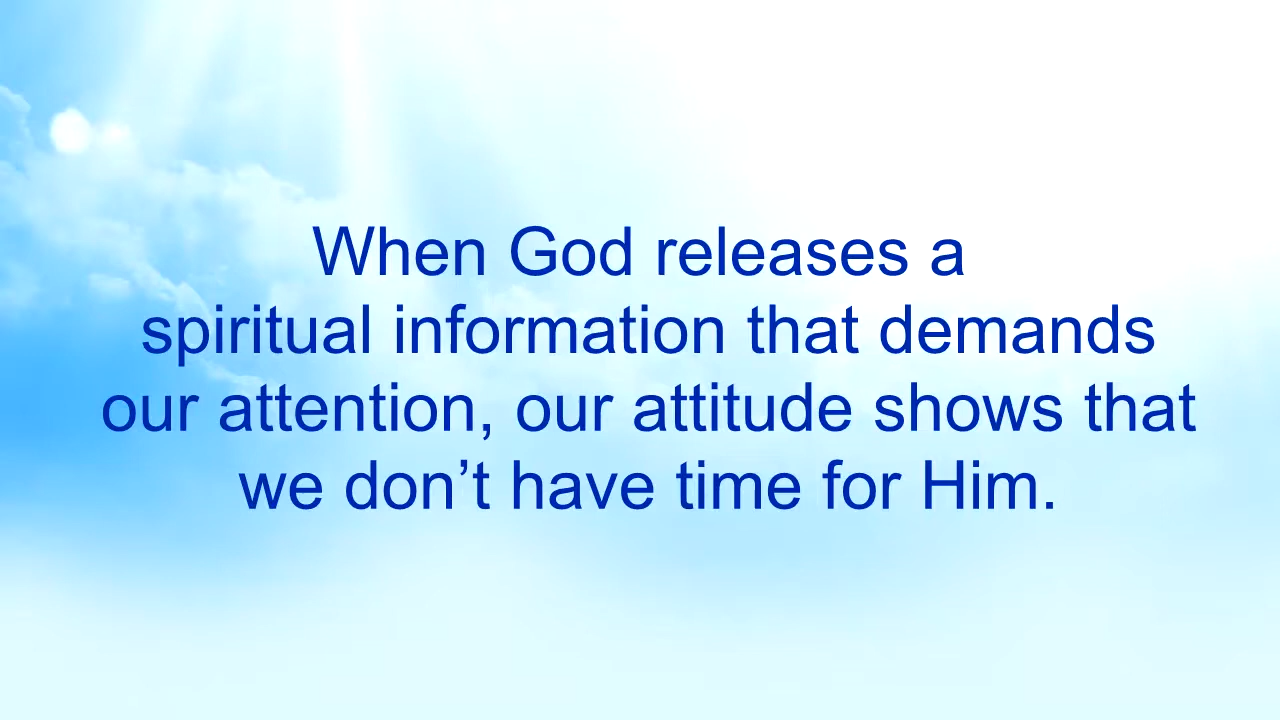 When God releases a
spiritual information that demands
our attention, our attitude shows that
we don’t have time for Him.